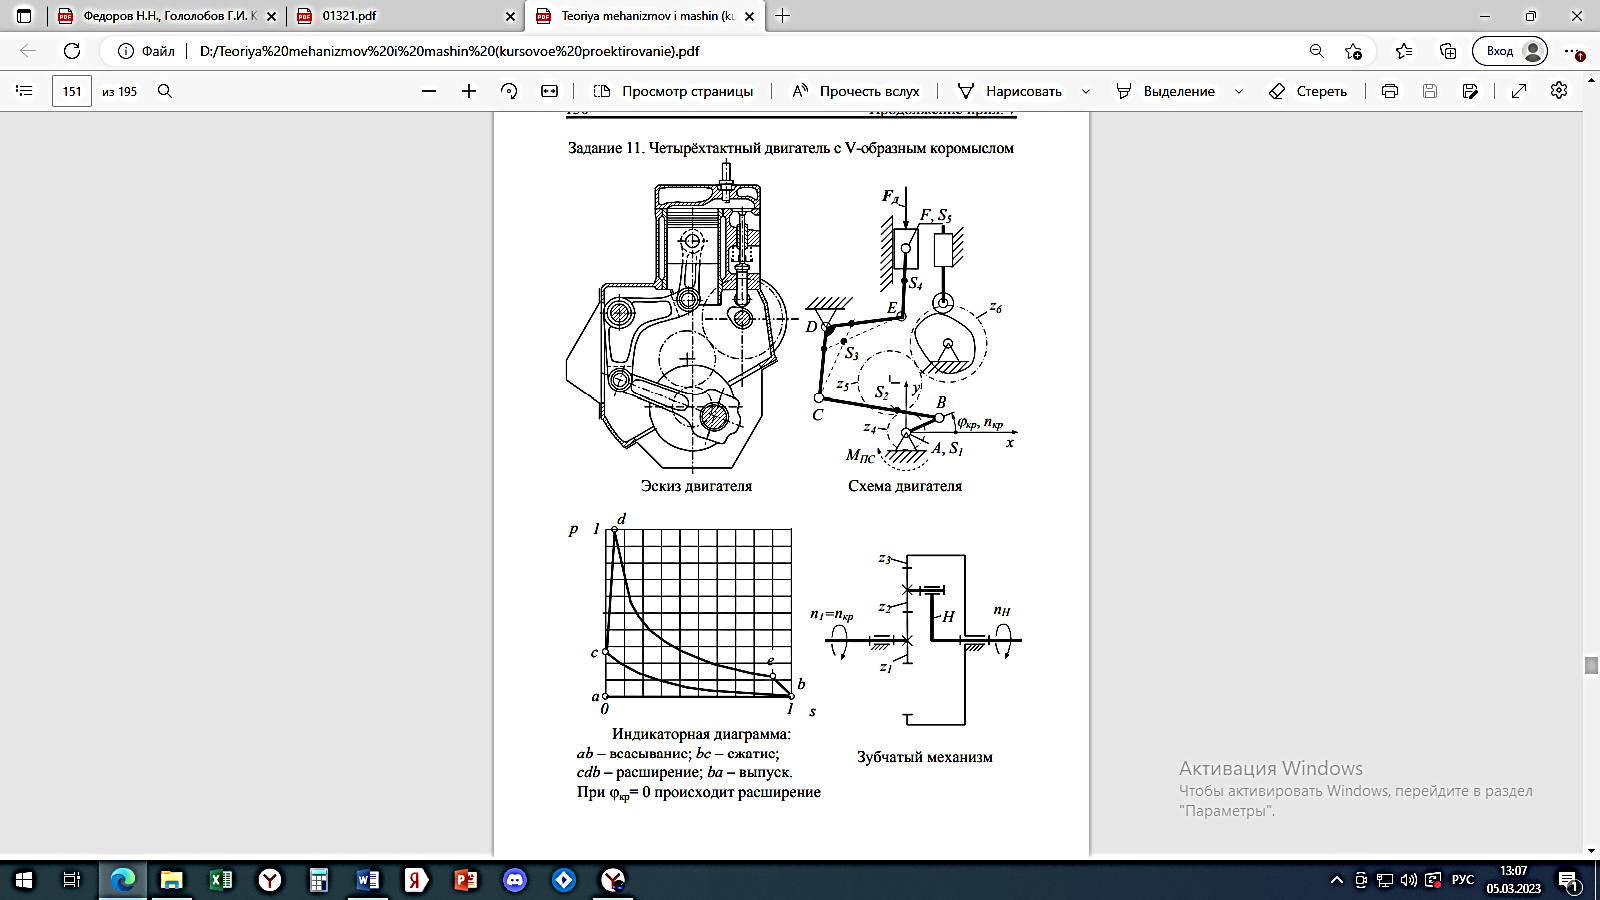 Федоров Н.Н., Гололобов Г.И. К
01321.pdf
Teoriya mehanizmov i mashin (ku
Файл
D:/Teoriya%20mehanizmov%20i%20mashin%20(kursovoe%20proektirovanie).pdf
Вход
1
151 из 195
Просмотр страницы
Прочесть вслух
Нарисовать
Выделение
Стереть
Задание 11. Четырёхтактный двигатель с V-образным коромыслом
Fд
F, S5
S4
E
z6
D
S3
z5
S2
y
B
C
z4
φкр, nкр
x
Mпс
A, S1
Эскиз двигателя
Схема двигателя
p 1 d
c
e
a
b
0
1 s
z3
z2
n1=nкр
H
nH
z1
Индикаторная диаграмма:
ab – всасывание; bc – сжатие;
cdb – расширение; ba – выпуск.
При φкр= 0 происходит расширение
Зубчатый механизм
Активация Windows
Чтобы активировать Windows, перейдите в раздел
"Параметры".
РУС
13:07
05.03.2023
1